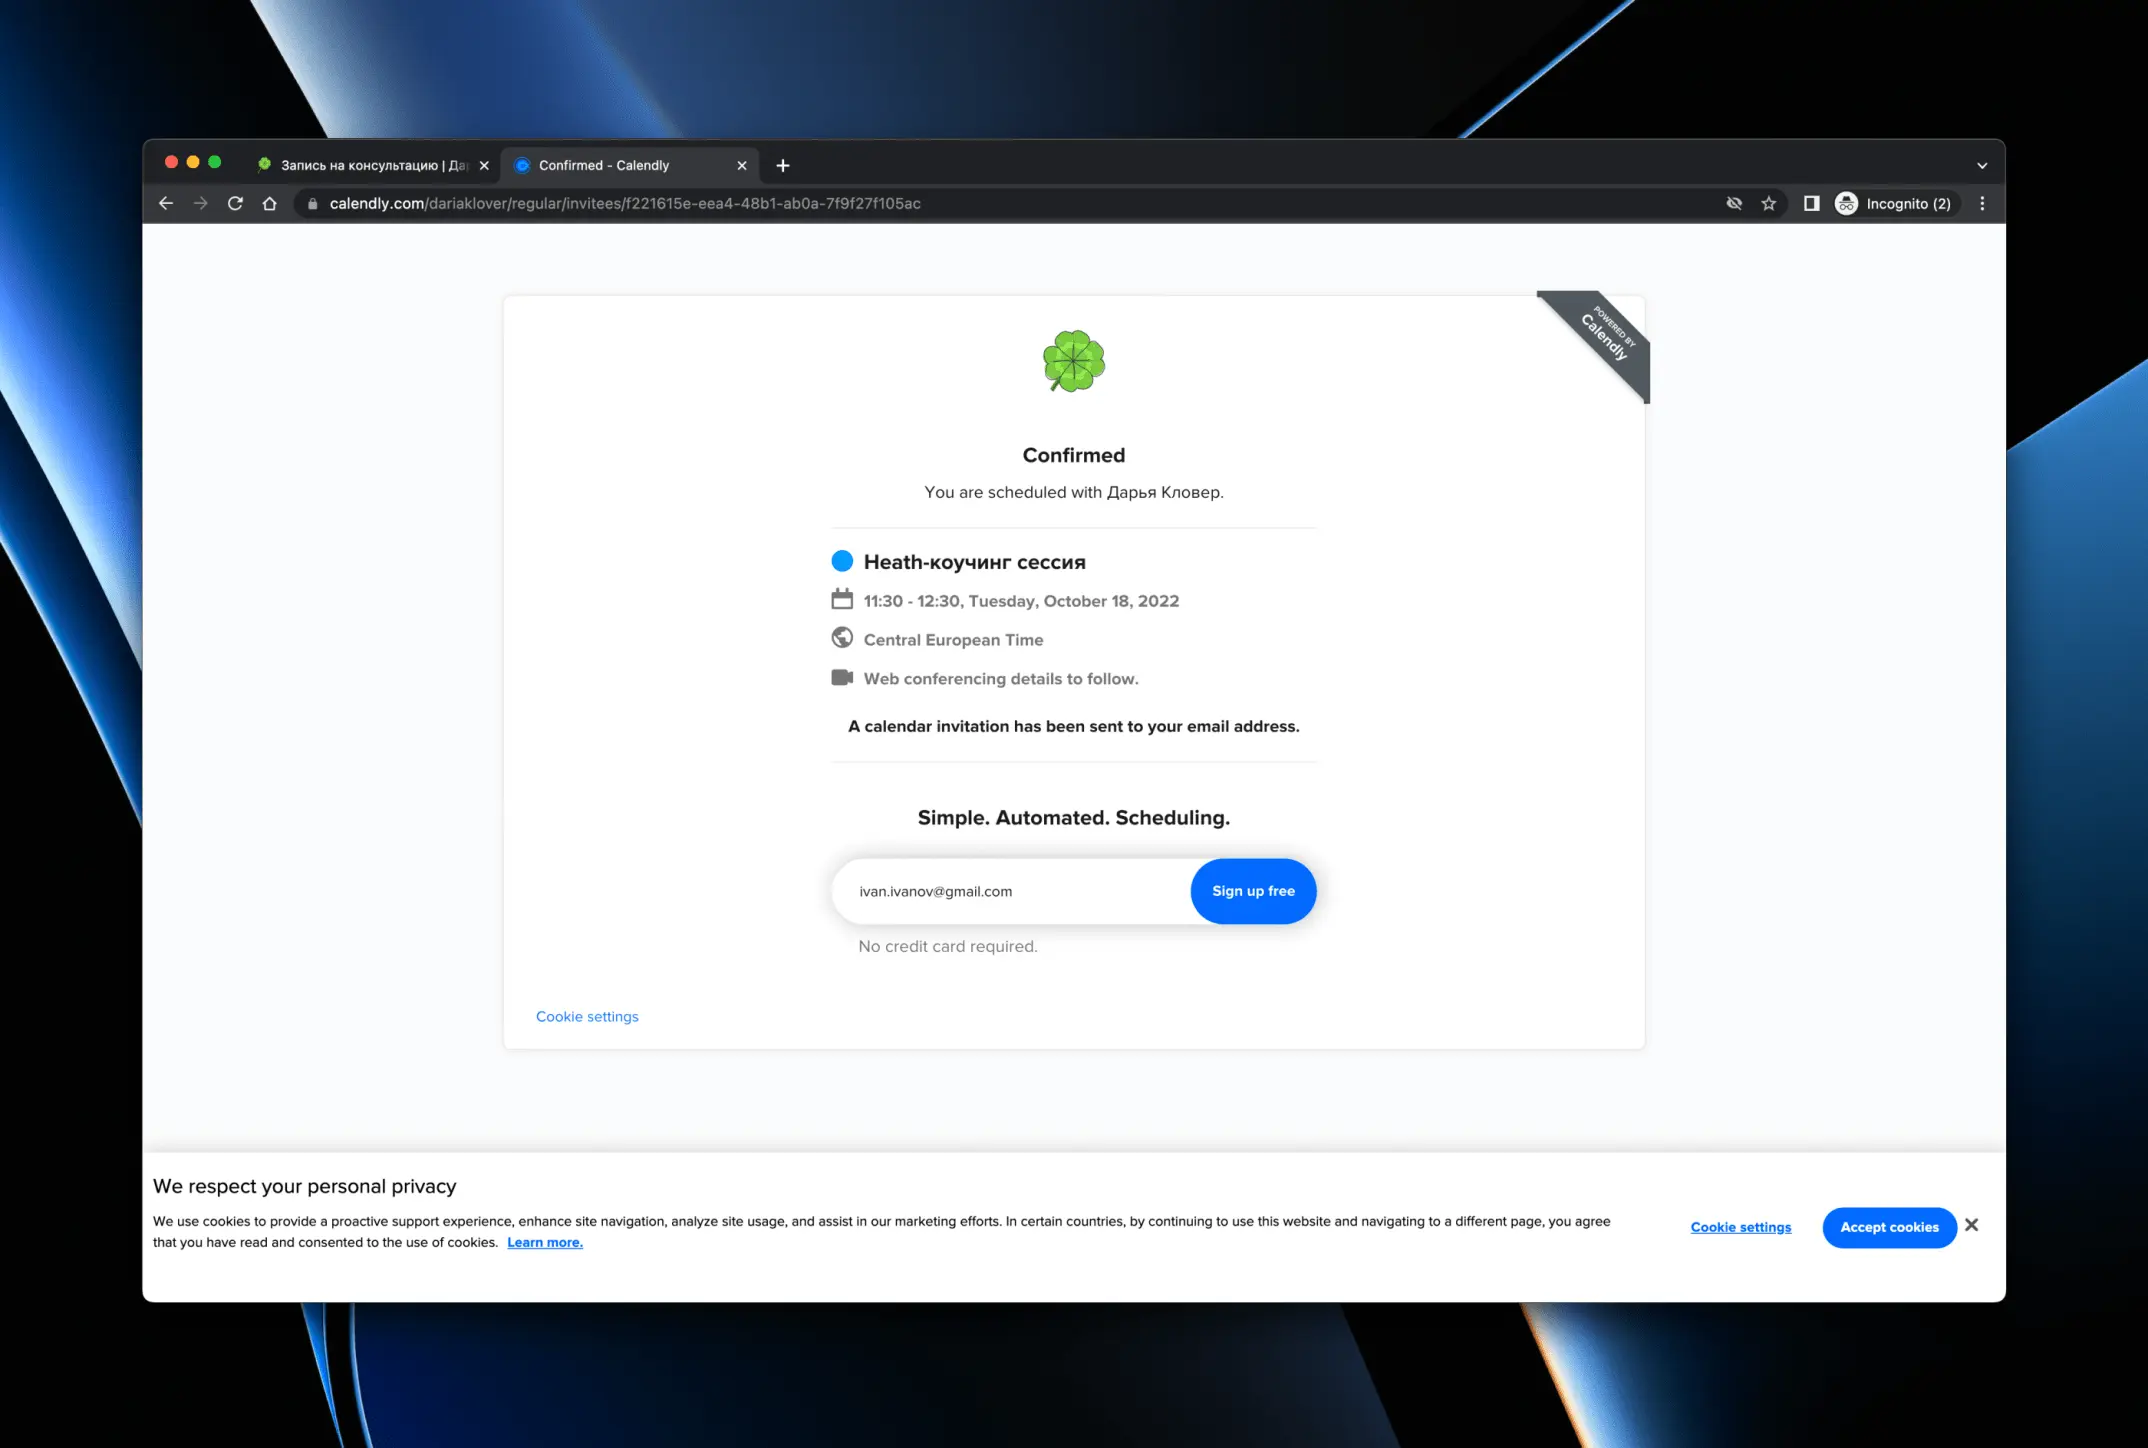 Запись на консультацию | Да
Confirmed - Calendly
calendly.com/dariaklover/regular/invitees/f221615e-eea4-48b1-ab0a-7f9f27f105ac
Incognito (2)
POWERED BY
Calendly
Confirmed
You are scheduled with Дарья Кловер.
Heath-коучинг сессия
11:30 - 12:30, Tuesday, October 18, 2022
Central European Time
Web conferencing details to follow.
A calendar invitation has been sent to your email address.
Simple. Automated. Scheduling.
ivan.ivanov@gmail.com
Sign up free
No credit card required.
Cookie settings
We respect your personal privacy
We use cookies to provide a proactive support experience, enhance site navigation, analyze site usage, and assist in our marketing efforts. In certain countries, by continuing to use this website and navigating to a different page, you agree
that you have read and consented to the use of cookies. Learn more.
Cookie settings
Accept cookies